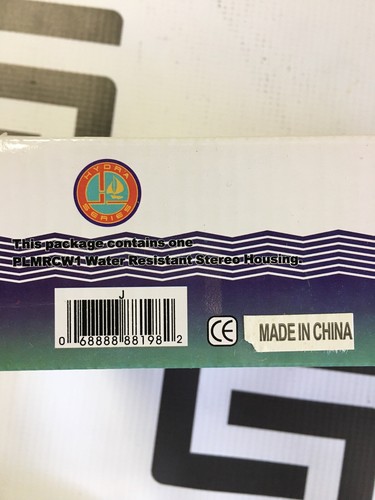 HYDRA
SERIES
This package contains one
PLMRCW1 Water Resistant Stereo Housing.
J
0 68888 88198 2
CE
MADE IN CHINA